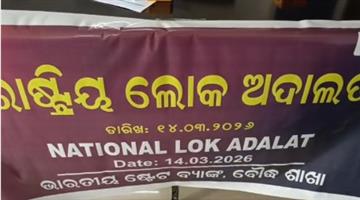 ରାଷ୍ଟ୍ରିୟ ଲୋକ ଅଦାଲତ
ତାରିଖ: ୧୪.୦୩.୨୦୨୬
NATIONAL LOK ADALAT
Date: 14.03.2026
ଭାରତୀୟ ଷ୍ଟେଟ ବ୍ୟାଙ୍କ, ବୌଦ୍ଧ ଶାଖା